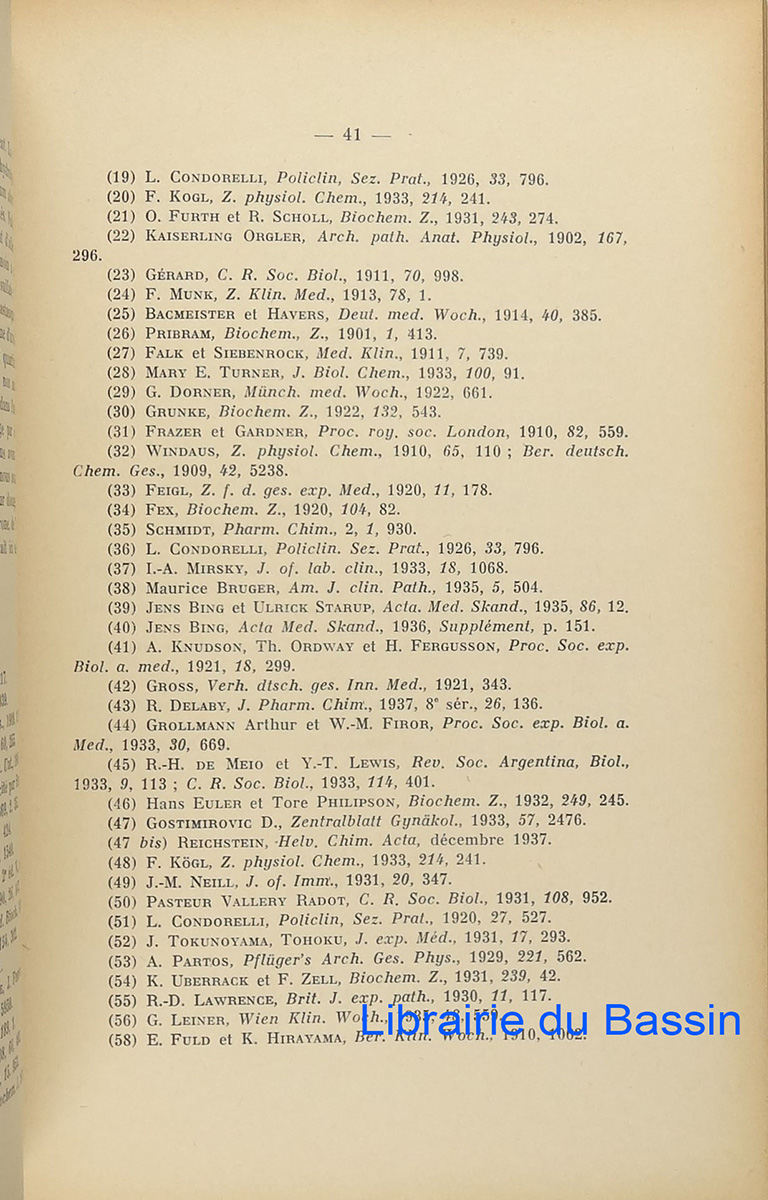 — 41 —
(19) L. Condorelli, Policlin, Sez. Prat., 1926, 33, 796.
(20) F. Kogl, Z. physiol. Chem., 1933, 214, 241.
(21) O. Furth et R. Scholl, Biochem. Z., 1931, 243, 274.
(22) Kaiserling Orgler, Arch. path. Anat. Physiol., 1902, 167,
296.
(23) Gérard, C. R. Soc. Biol., 1911, 70, 998.
(24) F. Munk, Z. Klin. Med., 1913, 78, 1.
(25) Bacmeister et Havers, Deut. med. Woch., 1914, 40, 385.
(26) Pribram, Biochem., Z., 1901, 1, 413.
(27) Falk et Siebenrock, Med. Klin., 1911, 7, 739.
(28) Mary E. Turner, J. Biol. Chem., 1933, 100, 91.
(29) G. Dorner, Münch. med. Woch., 1922, 661.
(30) Grunke, Biochem. Z., 1922, 132, 543.
(31) Frazer et Gardner, Proc. roy. soc. London, 1910, 82, 559.
(32) Windaus, Z. physiol. Chem., 1910, 65, 110 ; Ber. deutsch.
Chem. Ges., 1909, 42, 5238.
(33) Feigl, Z. f. d. ges. exp. Med., 1920, 11, 178.
(34) Fex, Biochem. Z., 1920, 104, 82.
(35) Schmidt, Pharm. Chim., 2, 1, 930.
(36) L. Condorelli, Policlin. Sez. Prat., 1926, 33, 796.
(37) I.-A. Mirsky, J. of. lab. clin., 1933, 18, 1068.
(38) Maurice Bruger, Am. J. clin. Path., 1935, 5, 504.
(39) Jens Bing et Ulrick Starup, Acta. Med. Skand., 1935, 86, 12.
(40) Jens Bing, Acta Med. Skand., 1936, Supplément, p. 151.
(41) A. Knudson, Th. Ordway et H. Fergusson, Proc. Soc. exp.
Biol. a. med., 1921, 18, 299.
(42) Gross, Verh. dtsch. ges. Inn. Med., 1921, 343.
(43) R. Delaby, J. Pharm. Chim., 1937, 8e sér., 26, 136.
(44) Grollmann Arthur et W.-M. Firor, Proc. Soc. exp. Biol. a.
Med., 1933, 30, 669.
(45) R.-H. de Meio et Y.-T. Lewis, Rev. Soc. Argentina, Biol.,
1933, 9, 113 ; C. R. Soc. Biol., 1933, 114, 401.
(46) Hans Euler et Tore Philipson, Biochem. Z., 1932, 249, 245.
(47) Gostimirovic D., Zentralblatt Gynäkol., 1933, 57, 2476.
(47 bis) Reichstein, Helv. Chim. Acta, décembre 1937.
(48) F. Kögl, Z. physiol. Chem., 1933, 214, 241.
(49) J.-M. Neill, J. of. Imm., 1931, 20, 347.
(50) Pasteur Vallery Radot, C. R. Soc. Biol., 1931, 108, 952.
(51) L. Condorelli, Policlin, Sez. Prat., 1920, 27, 527.
(52) J. Tokunoyama, Tohoku, J. exp. Méd., 1931, 17, 293.
(53) A. Partos, Pflüger's Arch. Ges. Phys., 1929, 221, 562.
(54) K. Uberrack et F. Zell, Biochem. Z., 1931, 239, 42.
(55) R.-D. Lawrence, Brit. J. exp. path., 1930, 11, 117.
(56) G. Leiner, Wien Klin. Woch.,
(58) E. Fuld et K. Hirayama, Ber. Klin. Woch., 1910, 1062.
Librairie du Bassin